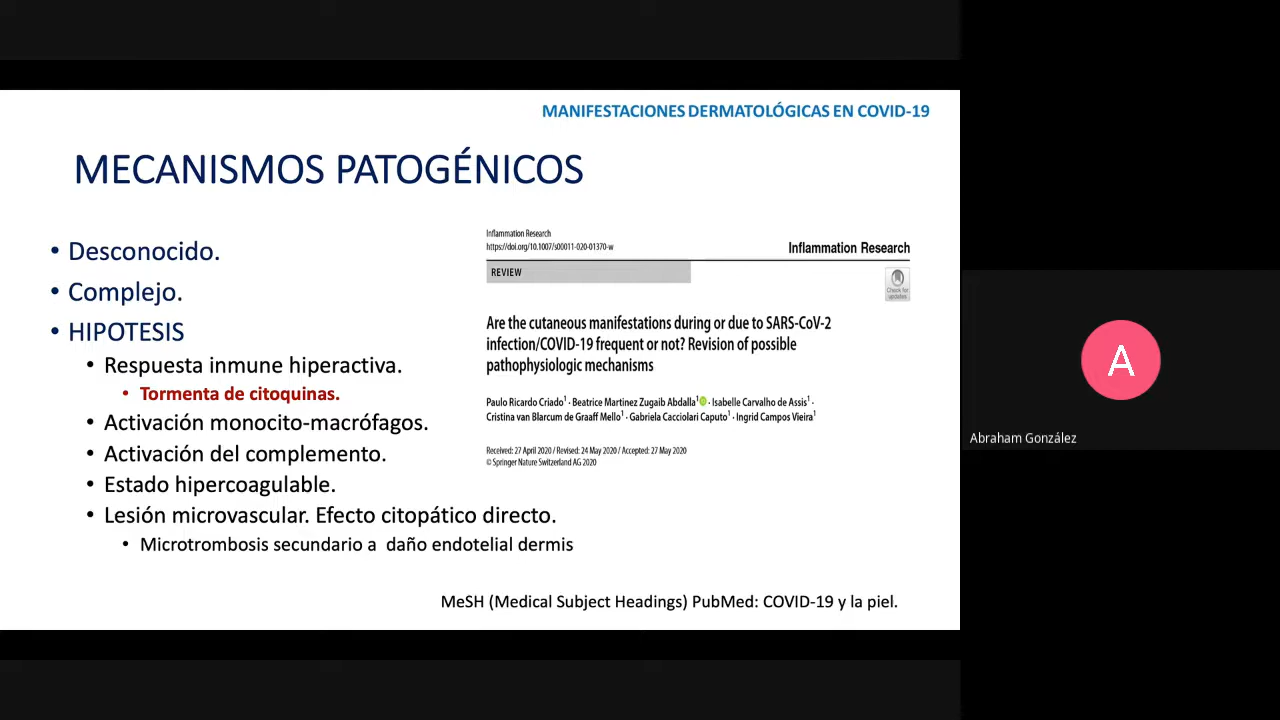 MANIFESTACIONES DERMATOLÓGICAS EN COVID-19
MECANISMOS PATOGÉNICOS
• Desconocido.
• Complejo.
• HIPOTESIS
• Respuesta inmune hiperactiva.
• Tormenta de citoquinas.
• Activación monocito-macrófagos.
• Activación del complemento.
• Estado hipercoagulable.
• Lesión microvascular. Efecto citopático directo.
• Microtrombosis secundario a daño endotelial dermis
Inflammation Research
https://doi.org/10.1007/s00011-020-01370-w
Inflammation Research
REVIEW
Check for
updates
Are the cutaneous manifestations during or due to SARS-CoV-2
infection/COVID-19 frequent or not? Revision of possible
pathophysiologic mechanisms
Paulo Ricardo Criado¹ · Beatrice Martinez Zugaib Abdalla¹ · Isabelle Carvalho de Assis¹ ·
Cristina van Blarcum de Graaff Mello¹ · Gabriela Cacciolari Caputo¹ · Ingrid Campos Vieira¹
Received: 27 April 2020 / Revised: 24 May 2020 / Accepted: 27 May 2020
© Springer Nature Switzerland AG 2020
MeSH (Medical Subject Headings) PubMed: COVID-19 y la piel.
A
Abraham González